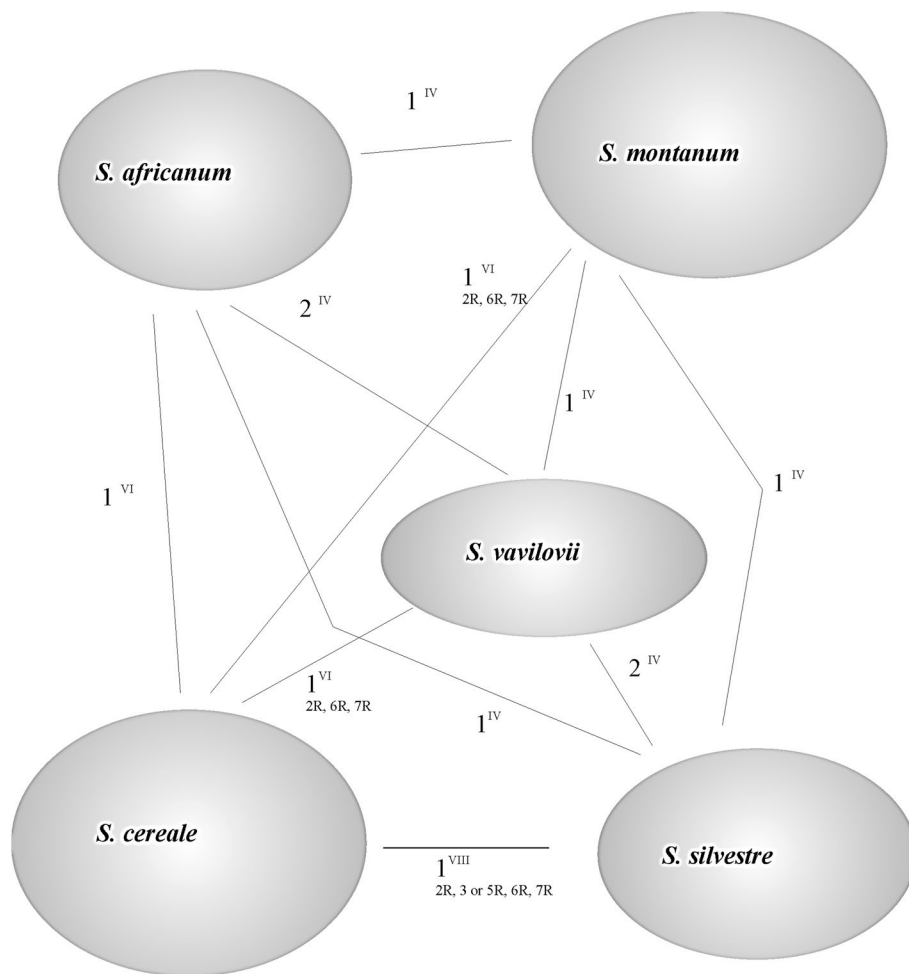 1 IV
S. montanum
S. africanum
1 VI
2R, 6R, 7R
2 IV
1 IV
1 VI
1 IV
S. vavilovii
2 IV
1 VI
2R, 6R, 7R
1 IV
S. cereale
S. silvestre
1 VIII
2R, 3 or 5R, 6R, 7R